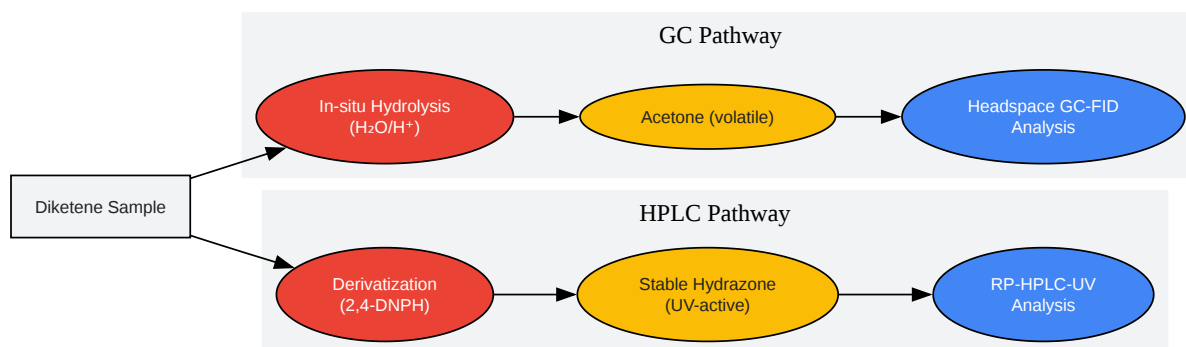 GC Pathway
In-situ Hydrolysis
(H₂O/H⁺)
Acetone (volatile)
Headspace GC-FID
Analysis
Diketene Sample
HPLC Pathway
Derivatization
(2,4-DNPH)
Stable Hydrazone
(UV-active)
RP-HPLC-UV
Analysis